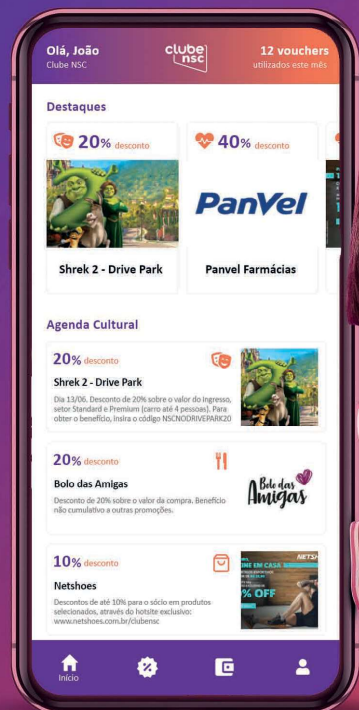 Olá, João
Clube NSC
clube
nsc
12 vouchers
utilizados este mês
Destaques
20% desconto
Shrek 2 - Drive Park
40% desconto
PanVel
Panvel Farmácias
Agenda Cultural
20% desconto
Shrek 2 - Drive Park
Dia 13/06. Desconto de 20% sobre o valor do ingresso,
setor Standard e Premium (carro até 4 pessoas). Para
obter o benefício, insira o código NSCNODRIVEPARK20
20% desconto
Bolo das Amigas
Desconto de 20% sobre o valor da compra. Benefício
não cumulativo a outras promoções.
Bolo das
Amigas
10% desconto
Netshoes
Descontos de até 10% para o sócio em produtos
selecionados, através do hotsite exclusivo:
www.netshoes.com.br/clubensc
NETSH
INE EM CASA
% OFF
Início